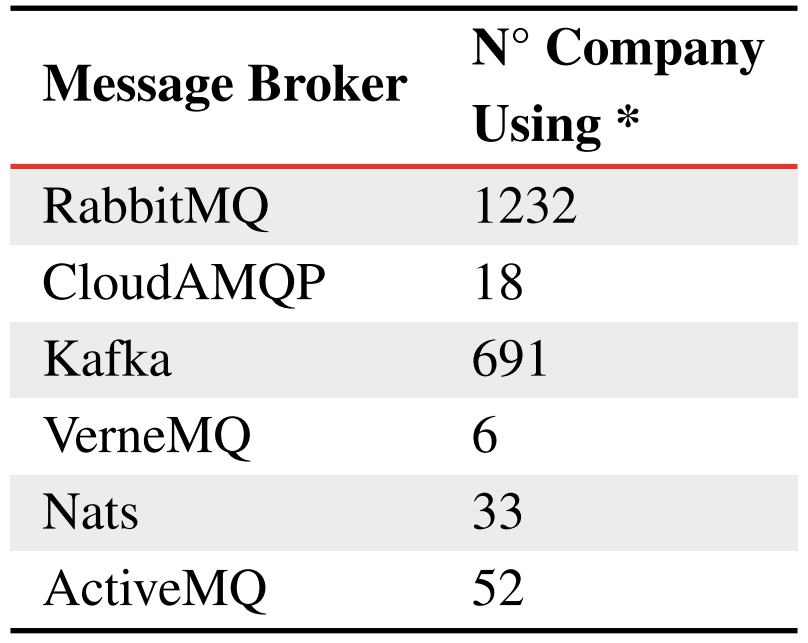 Message Broker N° Company
Using *
RabbitMQ 1232
CloudAMQP 18
Kafka 691
VerneMQ 6
Nats 33
ActiveMQ 52